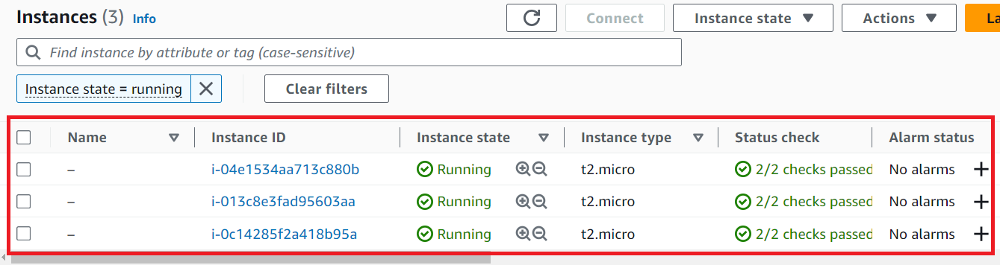 Instances (3) Info Connect Instance state Actions
Find instance by attribute or tag (case-sensitive)
Instance state = running Clear filters
Name Instance ID Instance state Instance type Status check Alarm status
– i-04e1534aa713c880b Running t2.micro 2/2 checks passed No alarms
– i-013c8e3fad95603aa Running t2.micro 2/2 checks passed No alarms
– i-0c14285f2a418b95a Running t2.micro 2/2 checks passed No alarms